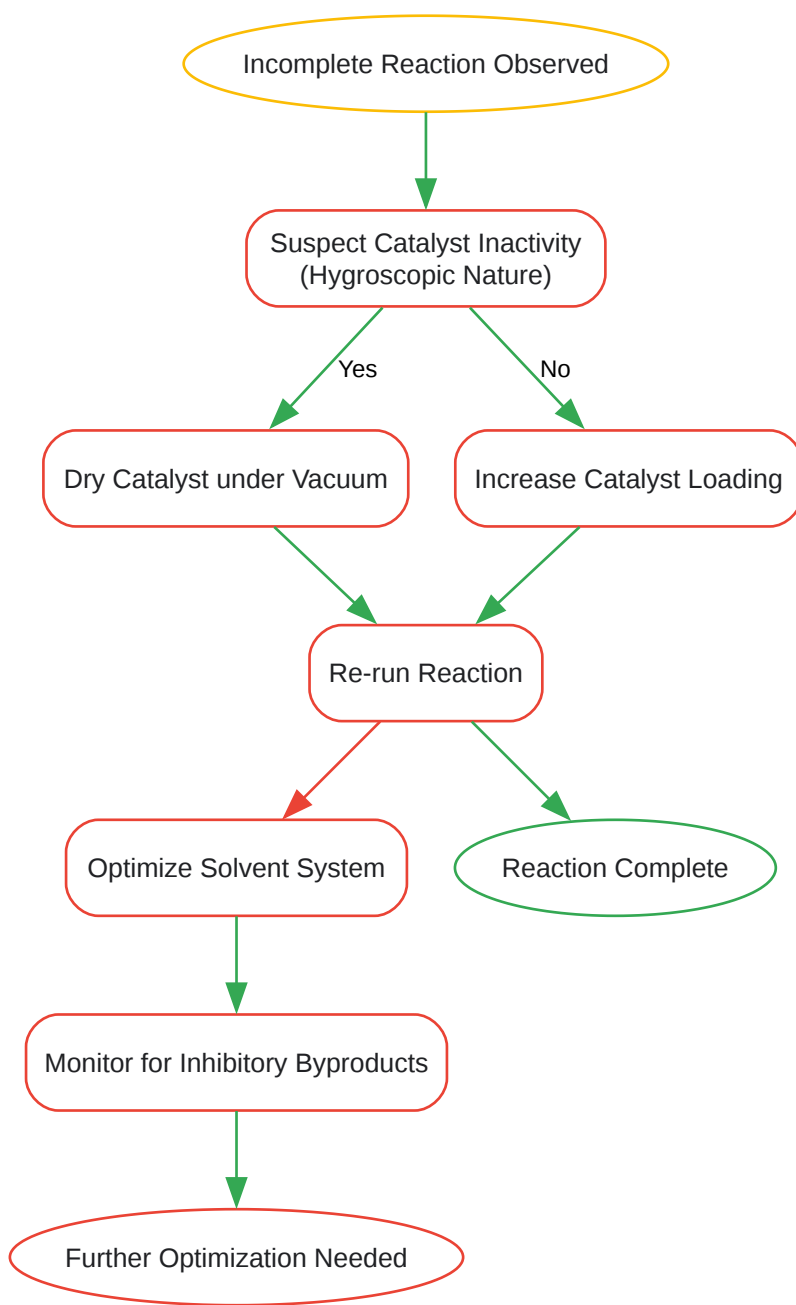 Incomplete Reaction Observed
Suspect Catalyst Inactivity
(Hygroscopic Nature)
Yes
No
Dry Catalyst under Vacuum
Increase Catalyst Loading
Re-run Reaction
Optimize Solvent System
Reaction Complete
Monitor for Inhibitory Byproducts
Further Optimization Needed